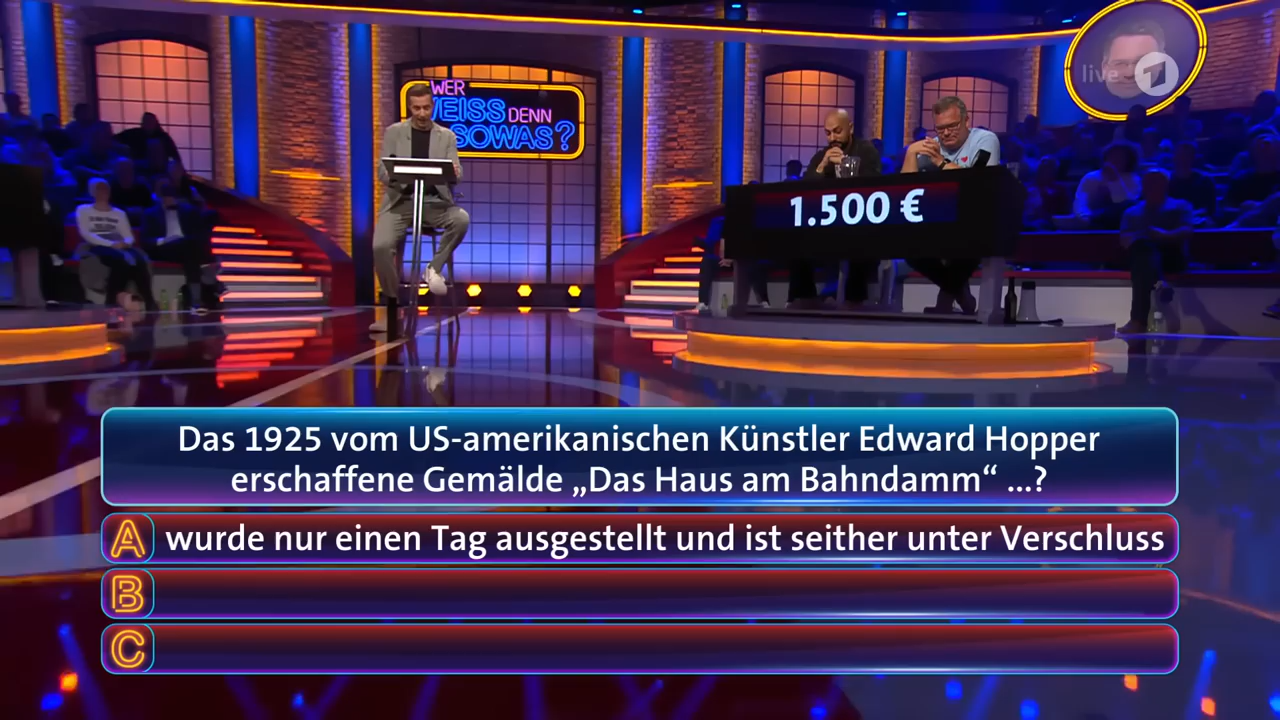 live 1
WER
WEISS DENN
SOWAS?
1.500 €
Das 1925 vom US-amerikanischen Künstler Edward Hopper
erschaffene Gemälde „Das Haus am Bahndamm“ ...?
A wurde nur einen Tag ausgestellt und ist seither unter Verschluss
B
C